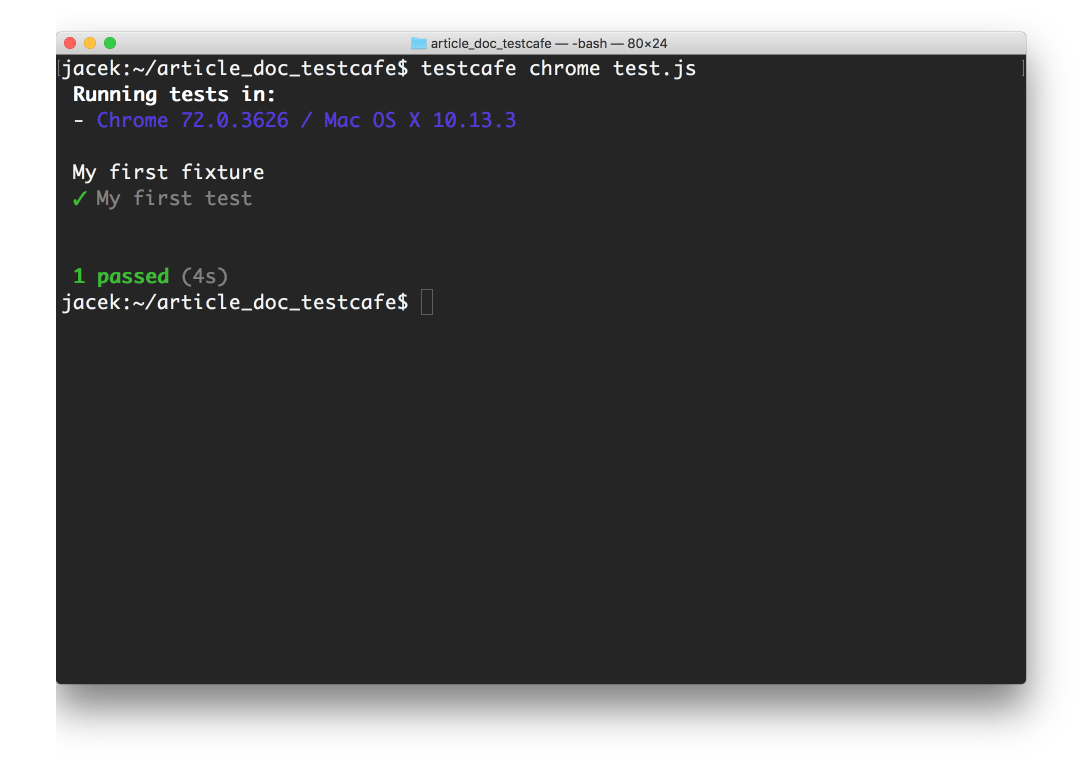 article_doc_testcafe — -bash — 80×24
[jacek:~/article_doc_testcafe$ testcafe chrome test.js ]
Running tests in:
- Chrome 72.0.3626 / Mac OS X 10.13.3
My first fixture
✓ My first test
1 passed (4s)
jacek:~/article_doc_testcafe$